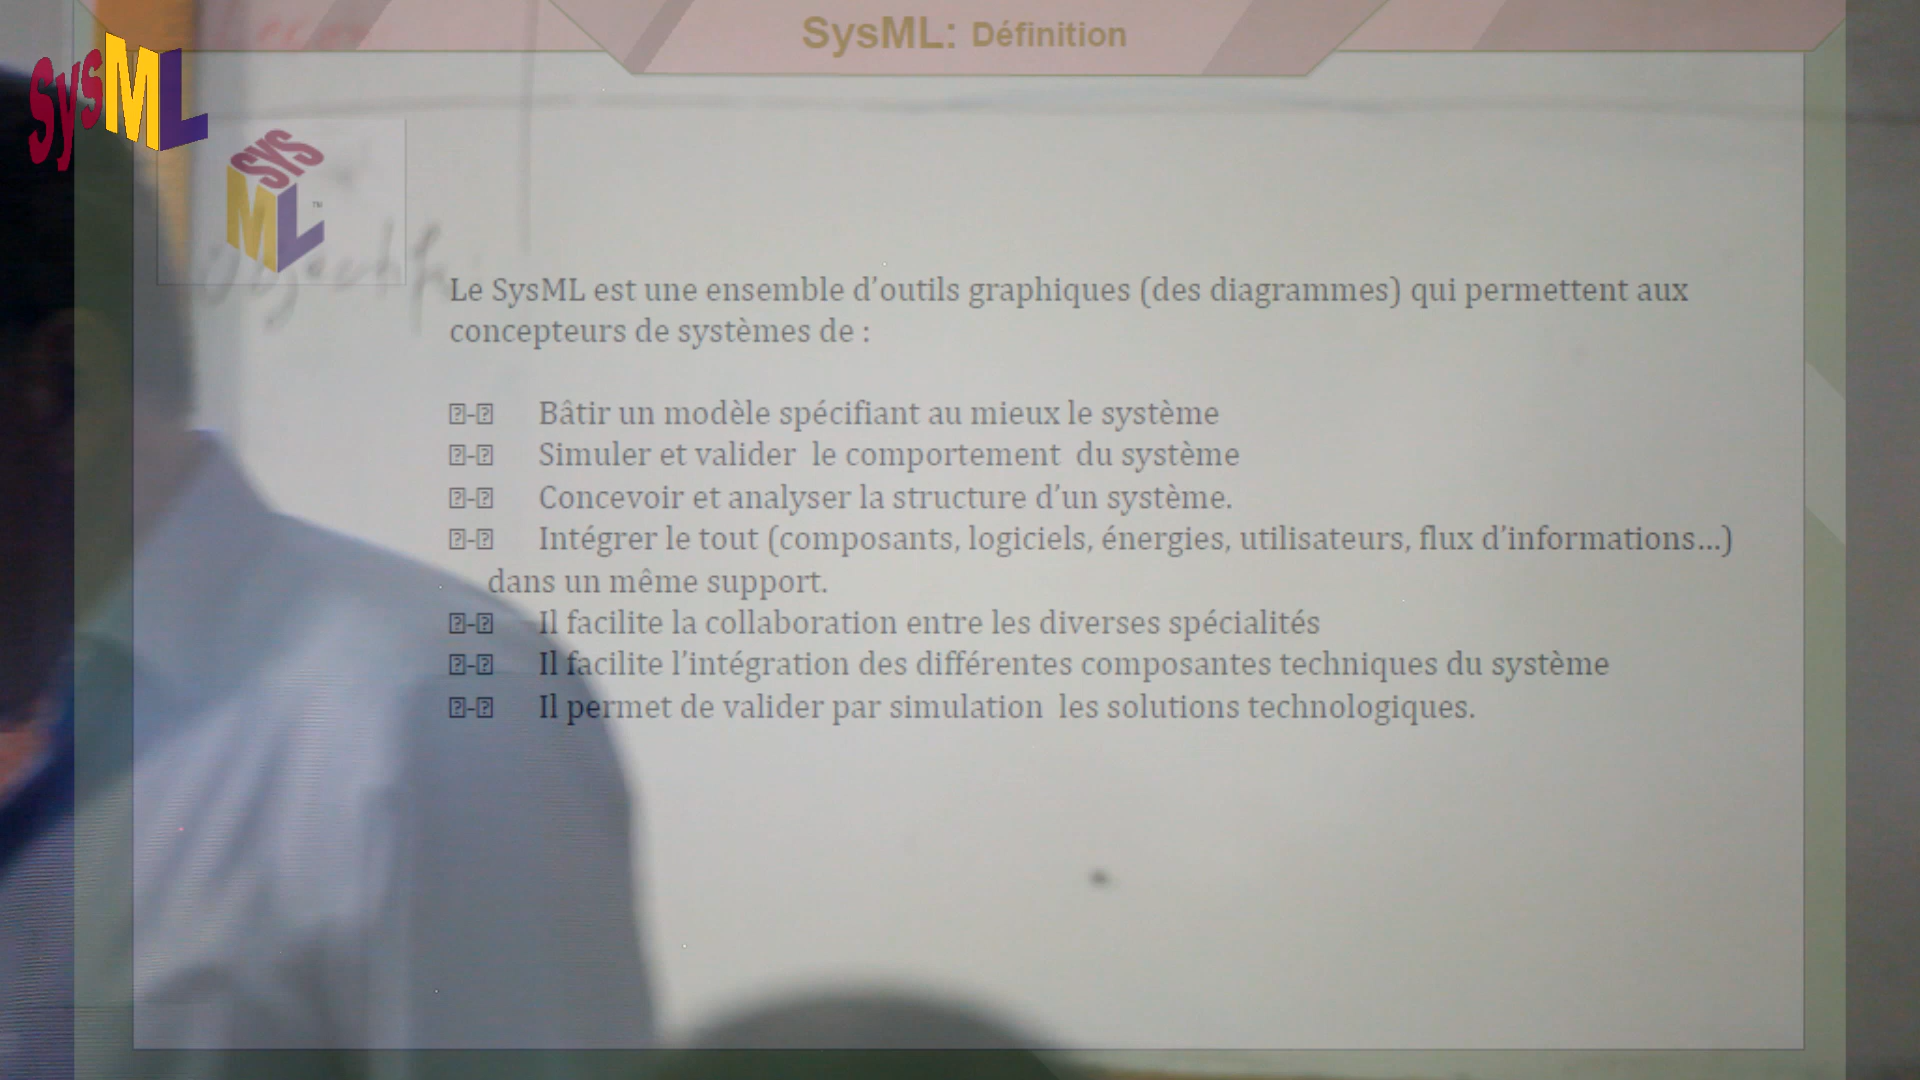 SysML: Définition
SysML
SYS
ML™
Objectif
Le SysML est une ensemble d’outils graphiques (des diagrammes) qui permettent aux
concepteurs de systèmes de :
- Bâtir un modèle spécifiant au mieux le système
- Simuler et valider le comportement du système
- Concevoir et analyser la structure d’un système.
- Intégrer le tout (composants, logiciels, énergies, utilisateurs, flux d’informations...)
dans un même support.
- Il facilite la collaboration entre les diverses spécialités
- Il facilite l’intégration des différentes composantes techniques du système
- Il permet de valider par simulation les solutions technologiques.